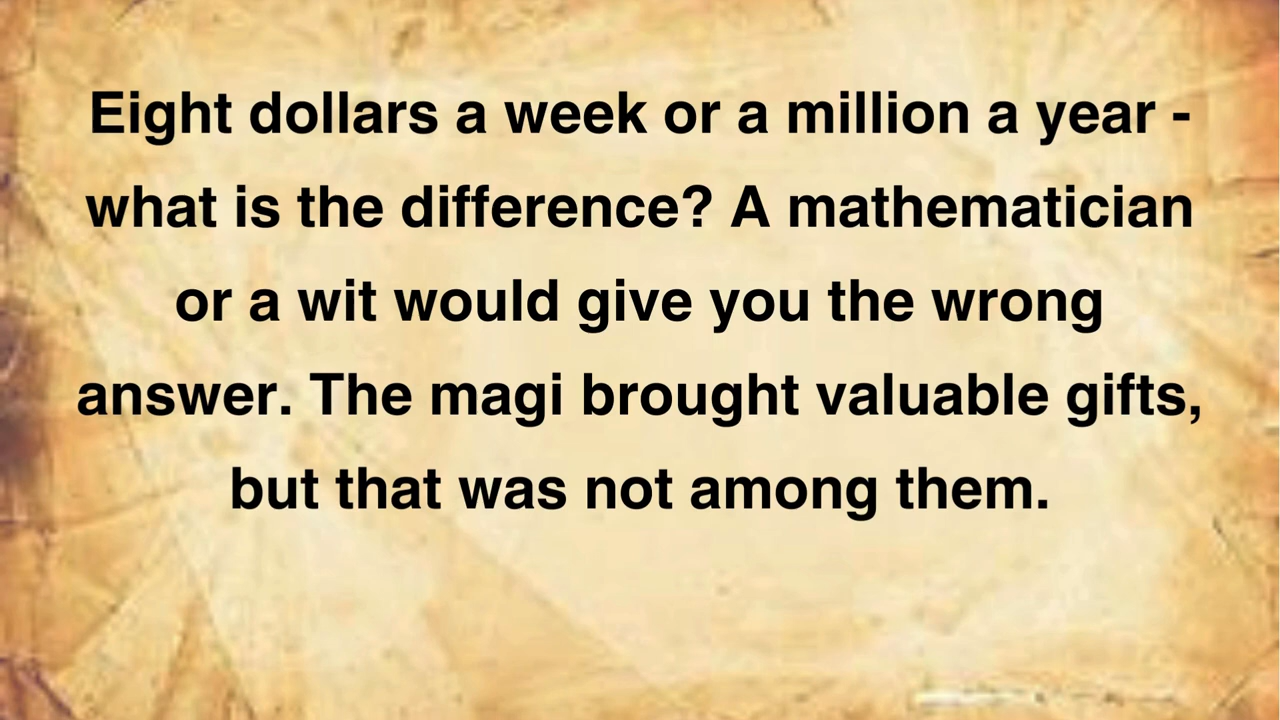 Eight dollars a week or a million a year -
what is the difference? A mathematician
or a wit would give you the wrong
answer. The magi brought valuable gifts,
but that was not among them.